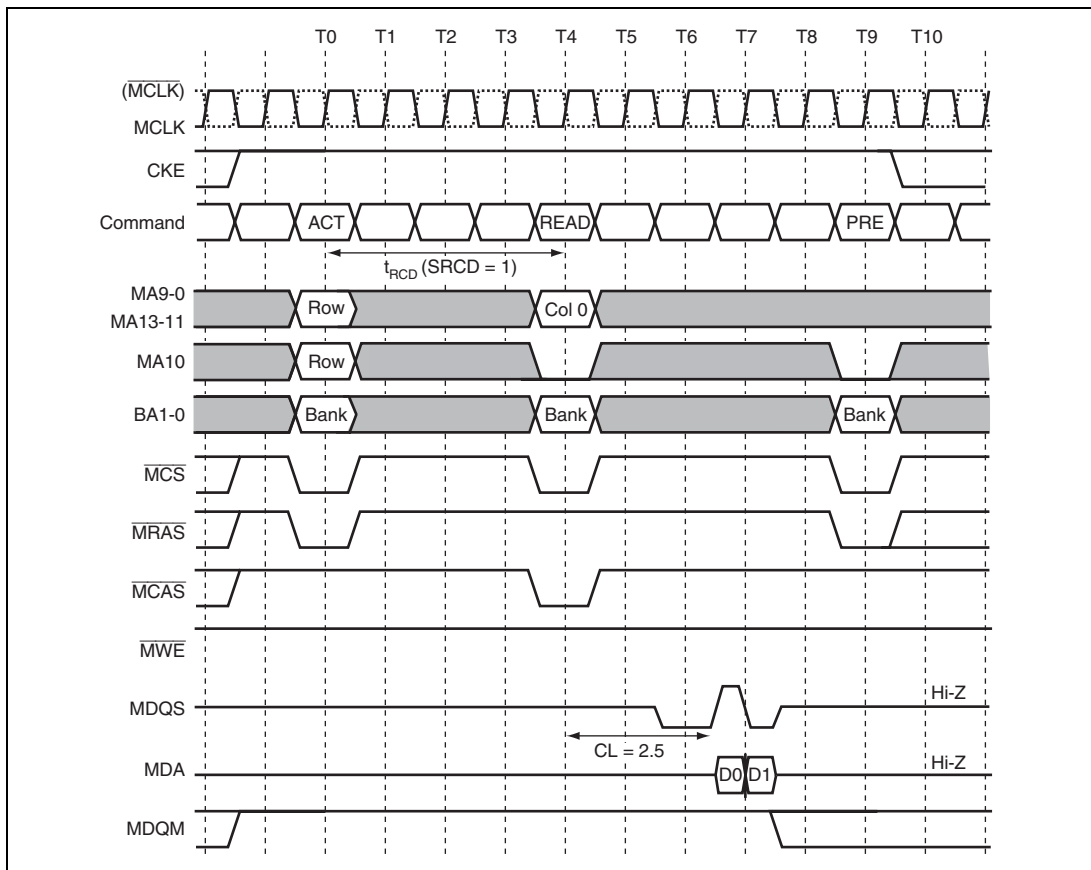 T0 T1 T2 T3 T4 T5 T6 T7 T8 T9 T10
(MCLK)
MCLK
CKE
Command ACT READ PRE
tRCD (SRCD = 1)
MA9-0
MA13-11 Row Col 0
MA10 Row
BA1-0 Bank Bank Bank
MCS
MRAS
MCAS
MWE
MDQS Hi-Z
CL = 2.5
MDA D0 D1 Hi-Z
MDQM